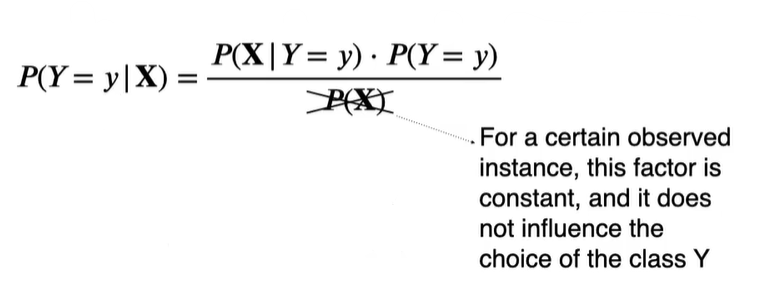 P(Y = y|X) = P(X|Y = y) · P(Y = y)
P(X)
For a certain observed
instance, this factor is
constant, and it does
not influence the
choice of the class Y